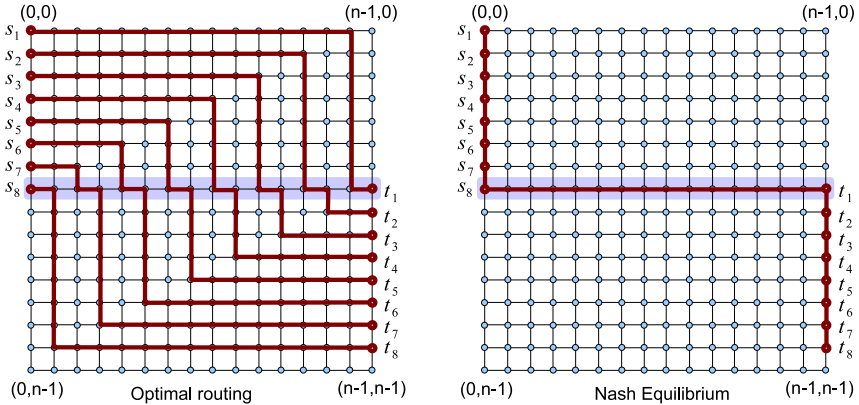 (0,0) (n-1,0)
s1
s2
s3
s4
s5
s6
s7
s8
t1
t2
t3
t4
t5
t6
t7
t8
(0,n-1) Optimal routing (n-1,n-1)
(0,0) (n-1,0)
s1
s2
s3
s4
s5
s6
s7
s8
t1
t2
t3
t4
t5
t6
t7
t8
(0,n-1) Nash Equilibrium (n-1,n-1)